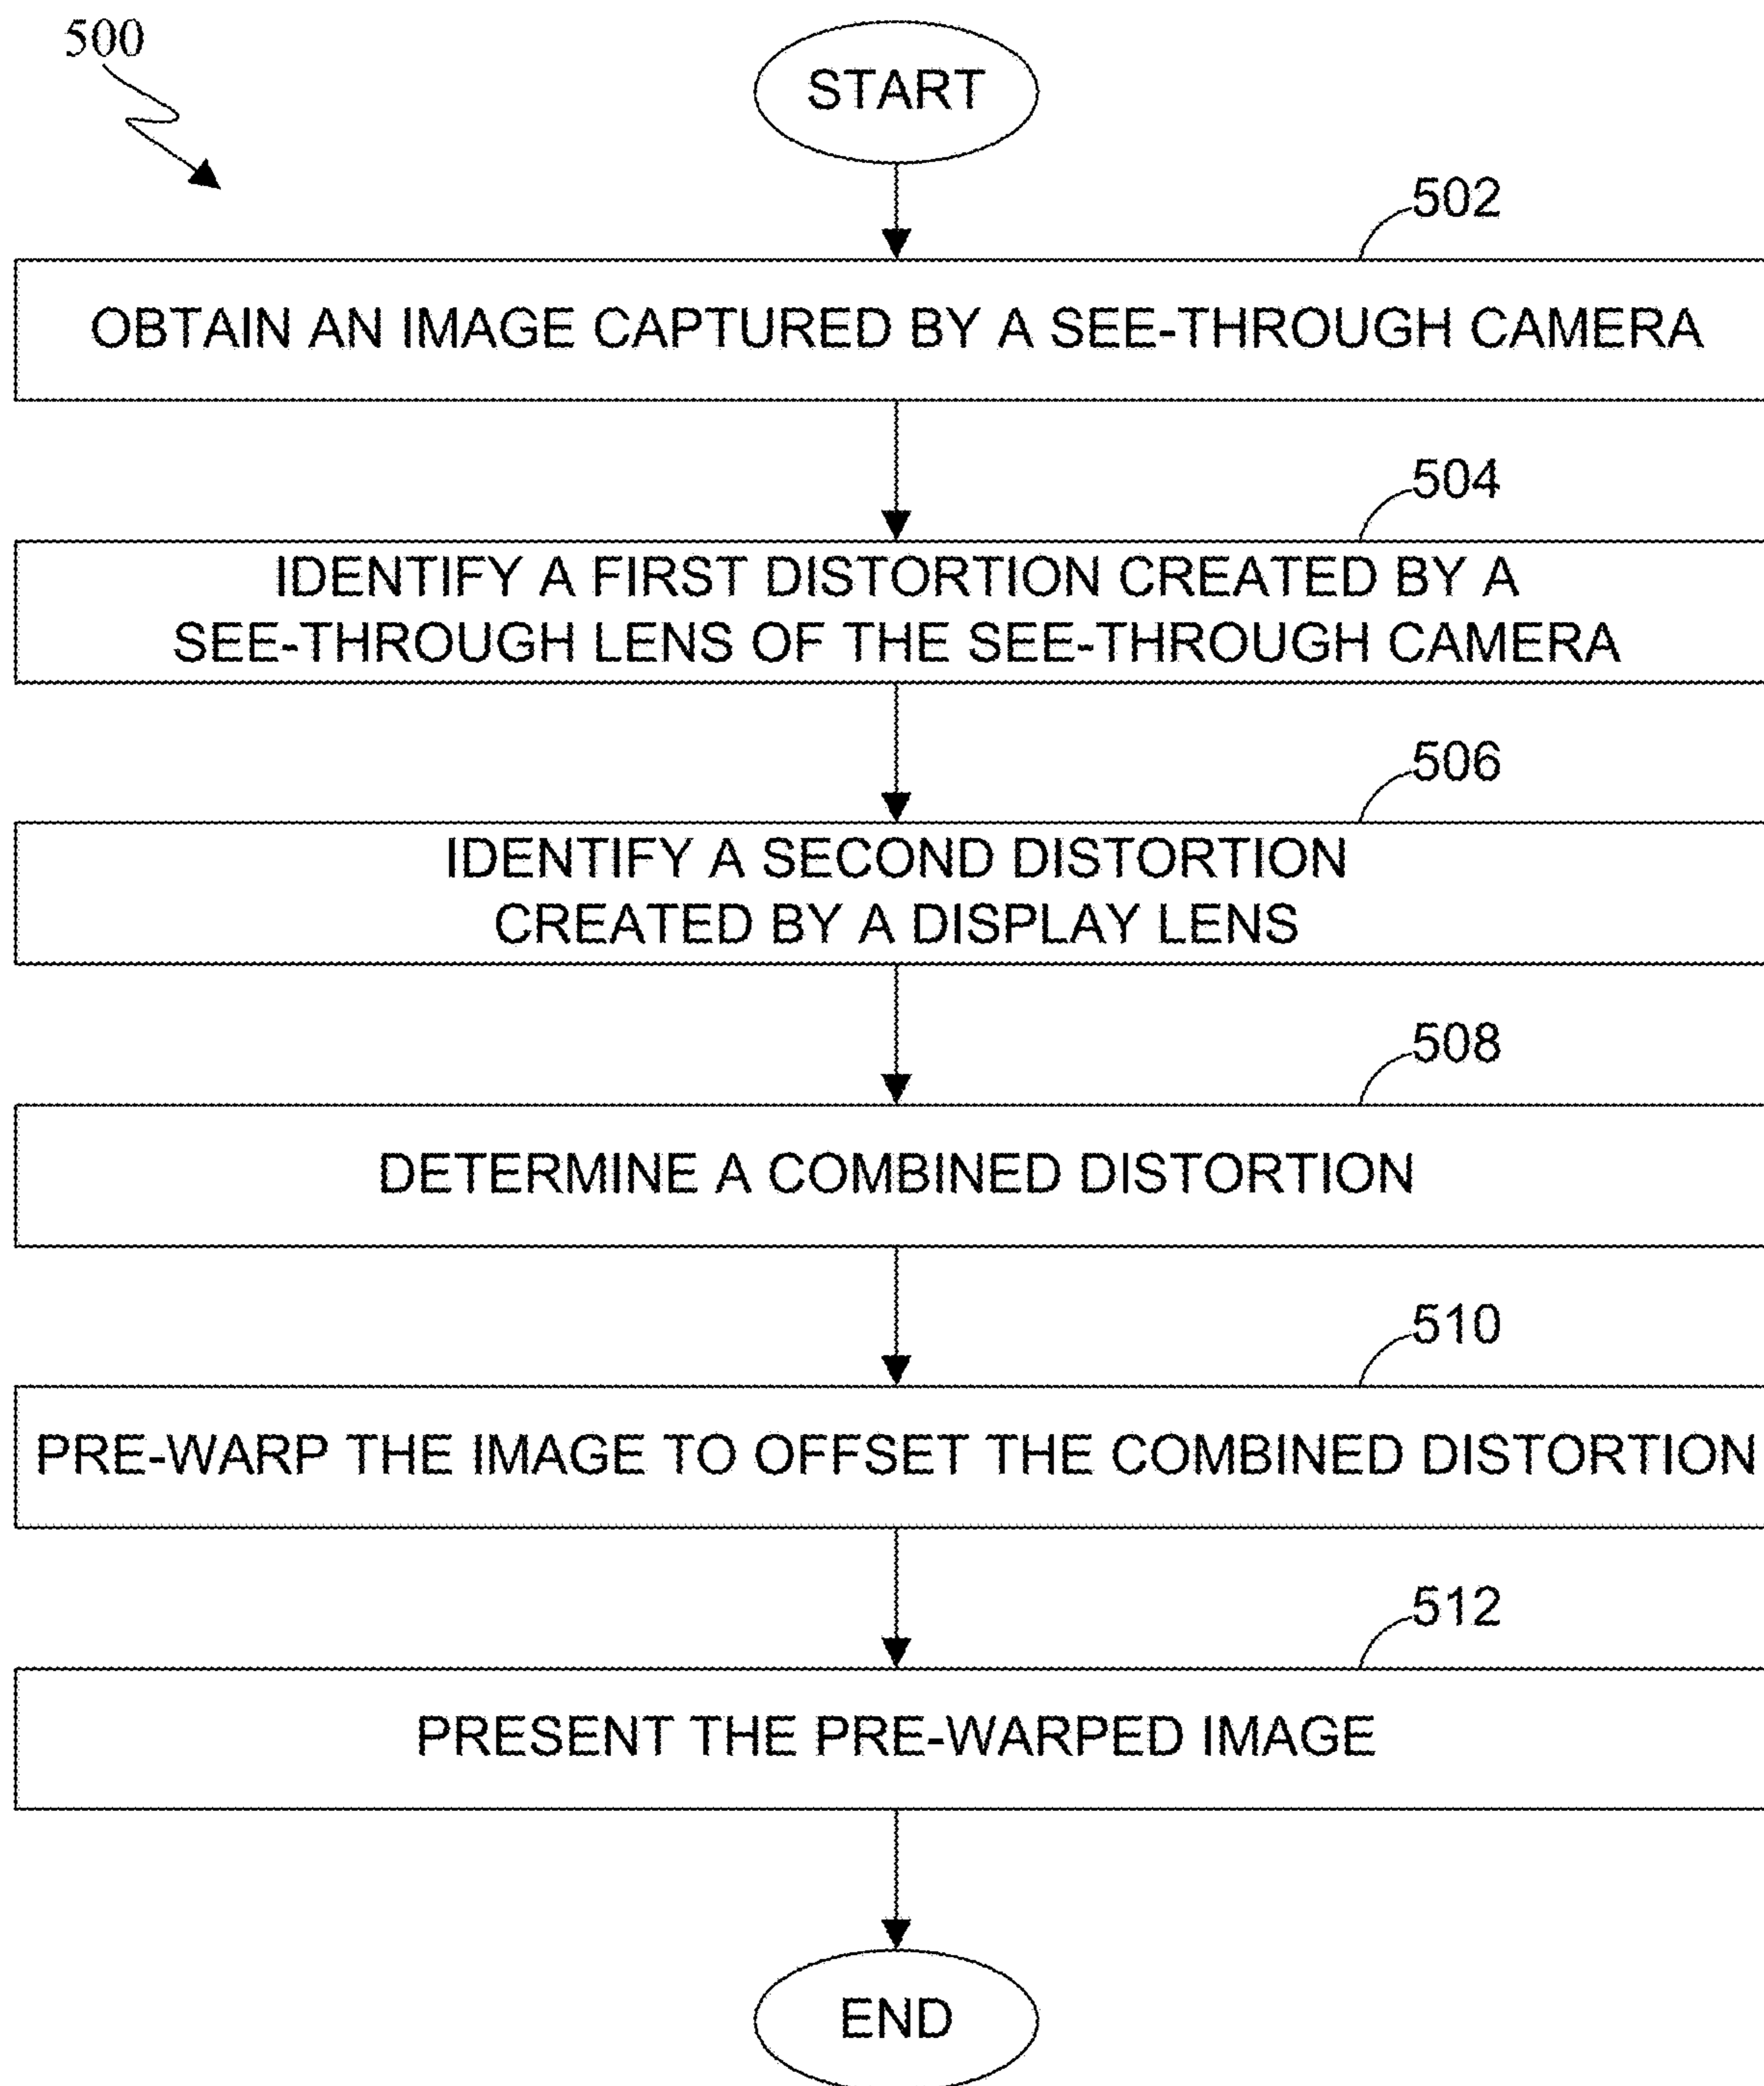 500
START
502
OBTAIN AN IMAGE CAPTURED BY A SEE-THROUGH CAMERA
504
IDENTIFY A FIRST DISTORTION CREATED BY A
SEE-THROUGH LENS OF THE SEE-THROUGH CAMERA
506
IDENTIFY A SECOND DISTORTION
CREATED BY A DISPLAY LENS
508
DETERMINE A COMBINED DISTORTION
510
PRE-WARP THE IMAGE TO OFFSET THE COMBINED DISTORTION
512
PRESENT THE PRE-WARPED IMAGE
END